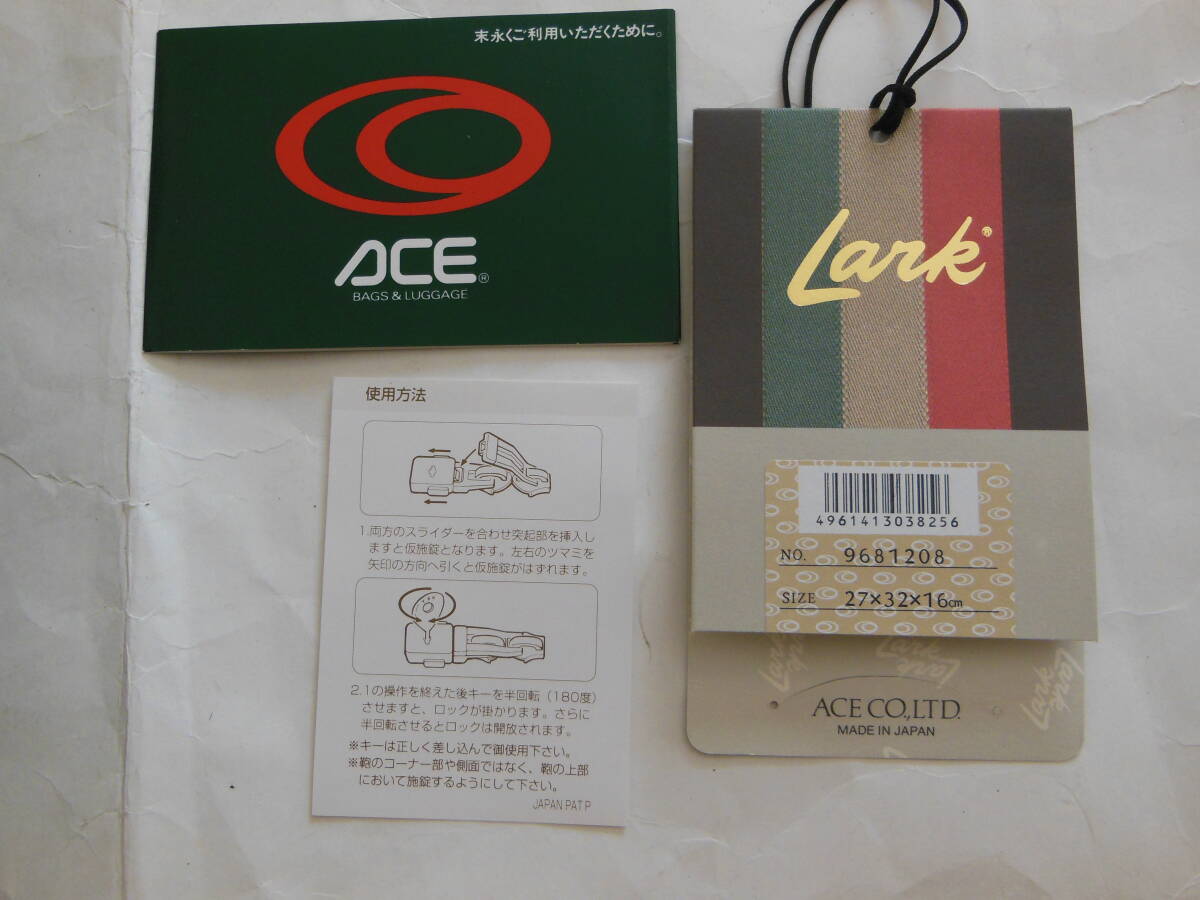 末永くご利用いただくために。
ACE®
BAGS & LUGGAGE
使用方法
1.両方のスライダーを合わせ突起部を挿入し
ますと仮施錠となります。左右のツマミを
矢印の方向へ引くと仮施錠がはずれます。
2.1の操作を終えた後キーを半回転（180度）
させますと、ロックが掛かります。さらに
半回転させるとロックは開放されます。
※キーは正しく差し込んで御使用下さい。
※鞄のコーナー部や側面ではなく、鞄の上部
において施錠するようにして下さい。
JAPAN PAT P
Lark®
4961413038256
NO. 9681208
SIZE 27×32×16cm
Lark
Lark
Lark
ACE CO.,LTD.
MADE IN JAPAN